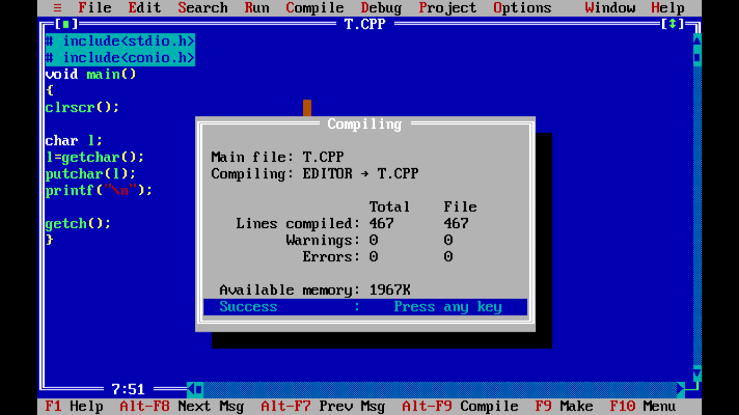 ≡ File Edit Search Run Compile Debug Project Options Window Help
[■] T.CPP [↕]
# include<stdio.h>
# include<conio.h>
void main()
{
clrscr();
char l;
l=getchar();
putchar(l);
printf("\n");
getch();
}
Compiling
Main file: T.CPP
Compiling: EDITOR → T.CPP
Total File
Lines compiled: 467 467
Warnings: 0 0
Errors: 0 0
Available memory: 1967K
Success : Press any key
7:51
F1 Help Alt-F8 Next Msg Alt-F7 Prev Msg Alt-F9 Compile F9 Make F10 Menu